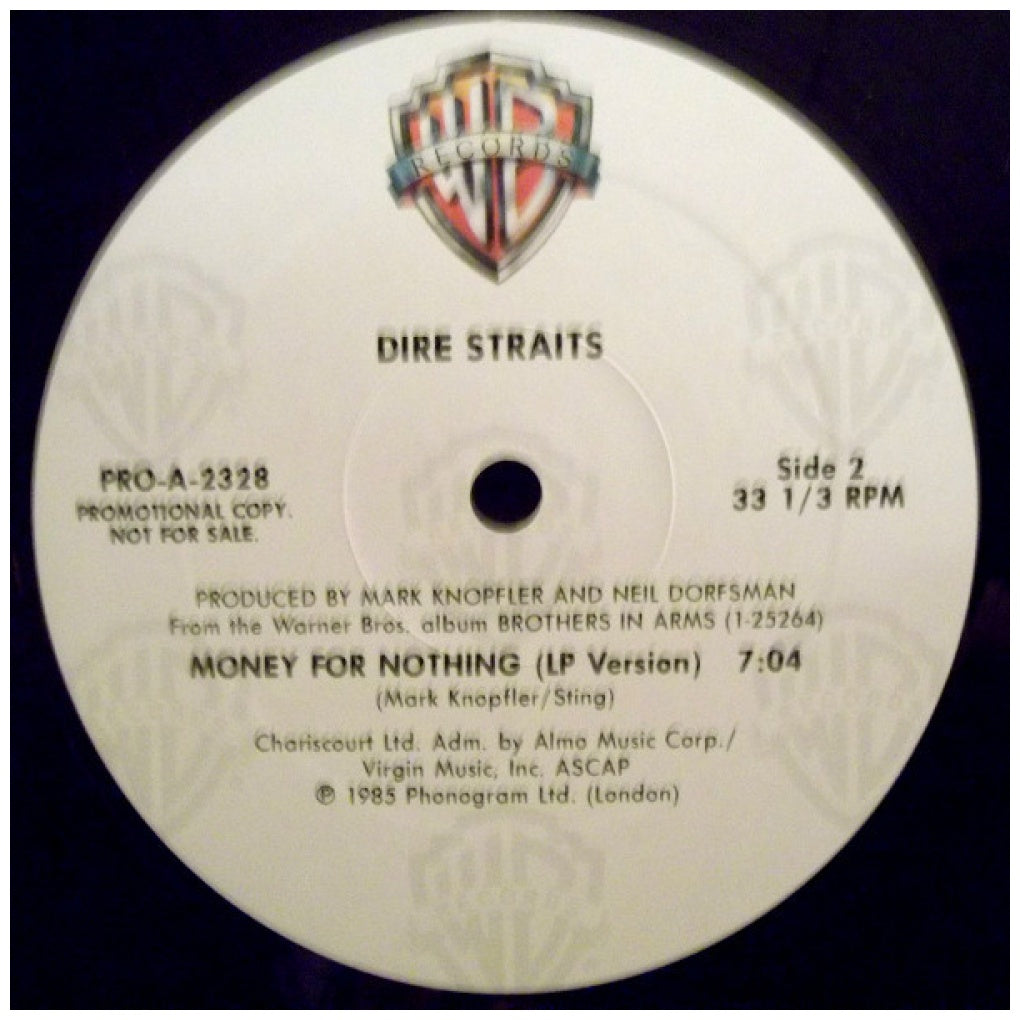 RECORDS
DIRE STRAITS
PRO-A-2328
PROMOTIONAL COPY.
NOT FOR SALE.
Side 2
33 1/3 RPM
PRODUCED BY MARK KNOPFLER AND NEIL DORFSMAN
From the Warner Bros. album BROTHERS IN ARMS (1-25264)
MONEY FOR NOTHING (LP Version) 7:04
(Mark Knopfler/Sting)
Chariscourt Ltd. Adm. by Almo Music Corp./
Virgin Music, Inc. ASCAP
℗ 1985 Phonogram Ltd. (London)